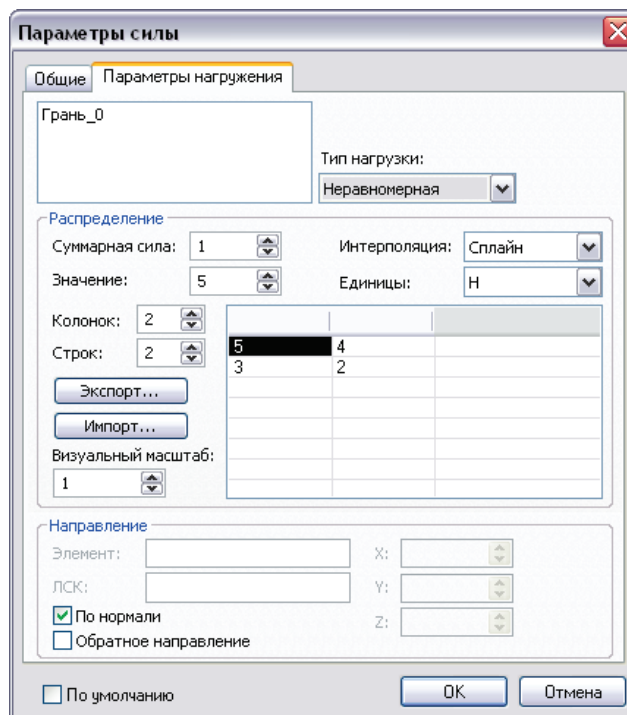 Параметры силы
Общие Параметры нагружения
Грань_0
Тип нагрузки:
Неравномерная
Распределение
Суммарная сила: 1 Интерполяция: Сплайн
Значение: 5 Единицы: Н
Колонок: 2
Строк: 2
5 4
3 2
Экспорт...
Импорт...
Визуальный масштаб:
1
Направление
Элемент: X:
ЛСК: Y:
По нормали Z:
Обратное направление
По умолчанию OK Отмена